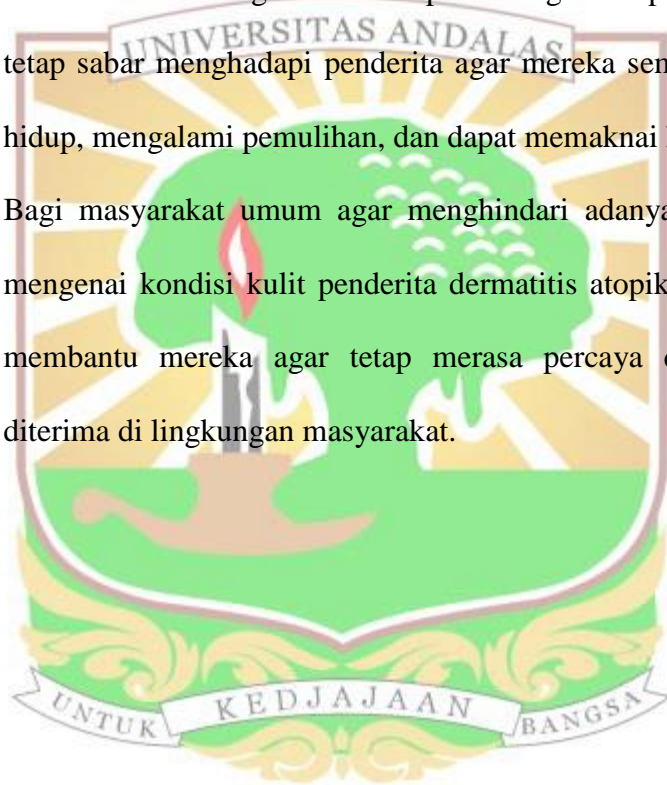 UNIVERSITAS ANDALAS
tetap sabar menghadapi penderita agar mereka
hidup, mengalami pemulihan, dan dapat memaknai
Bagi masyarakat umum agar menghindari adanya
mengenai kondisi kulit penderita dermatitis atopik
membantu mereka agar tetap merasa percaya
diterima di lingkungan masyarakat.
UNTUK KEDJAJAAN BANGSA